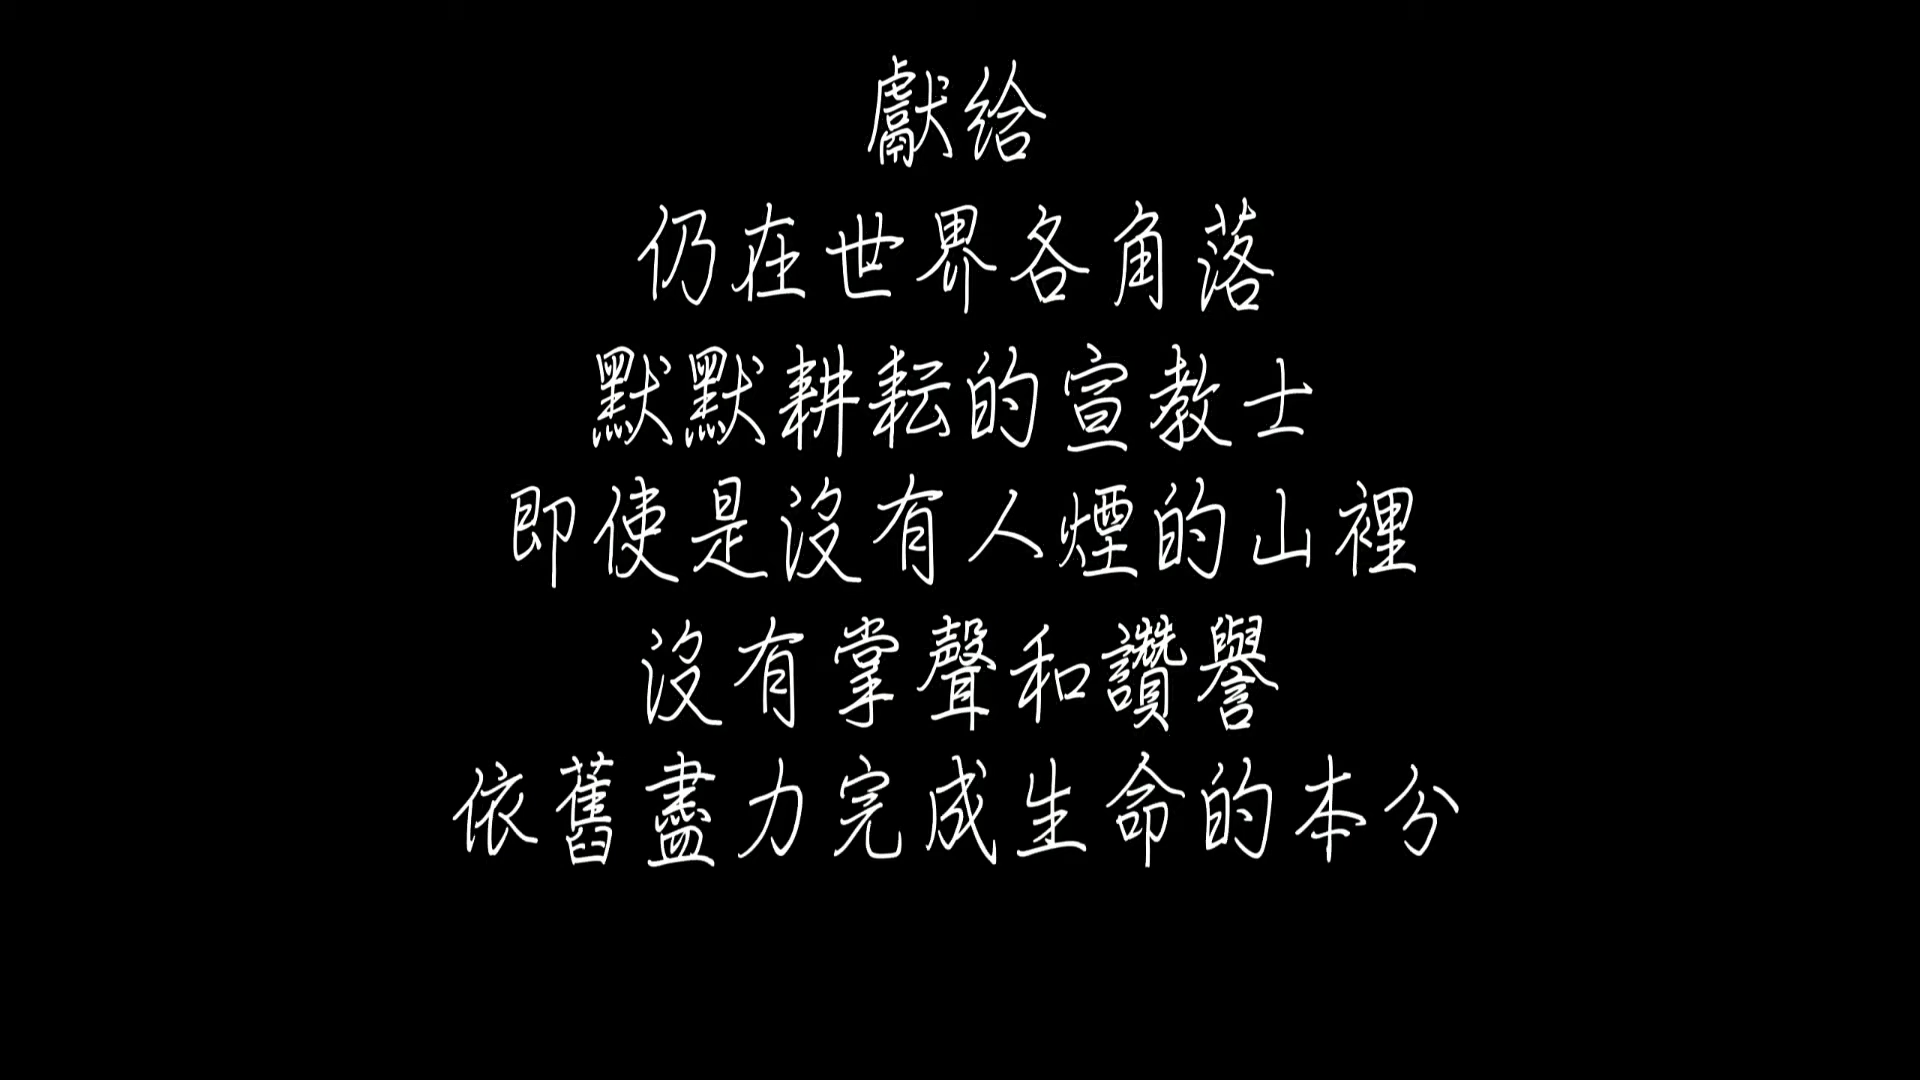 獻給
仍在世界各角落
默默耕耘的宣教士
即使是沒有人煙的山裡
沒有掌聲和讚譽
依舊盡力完成生命的本分